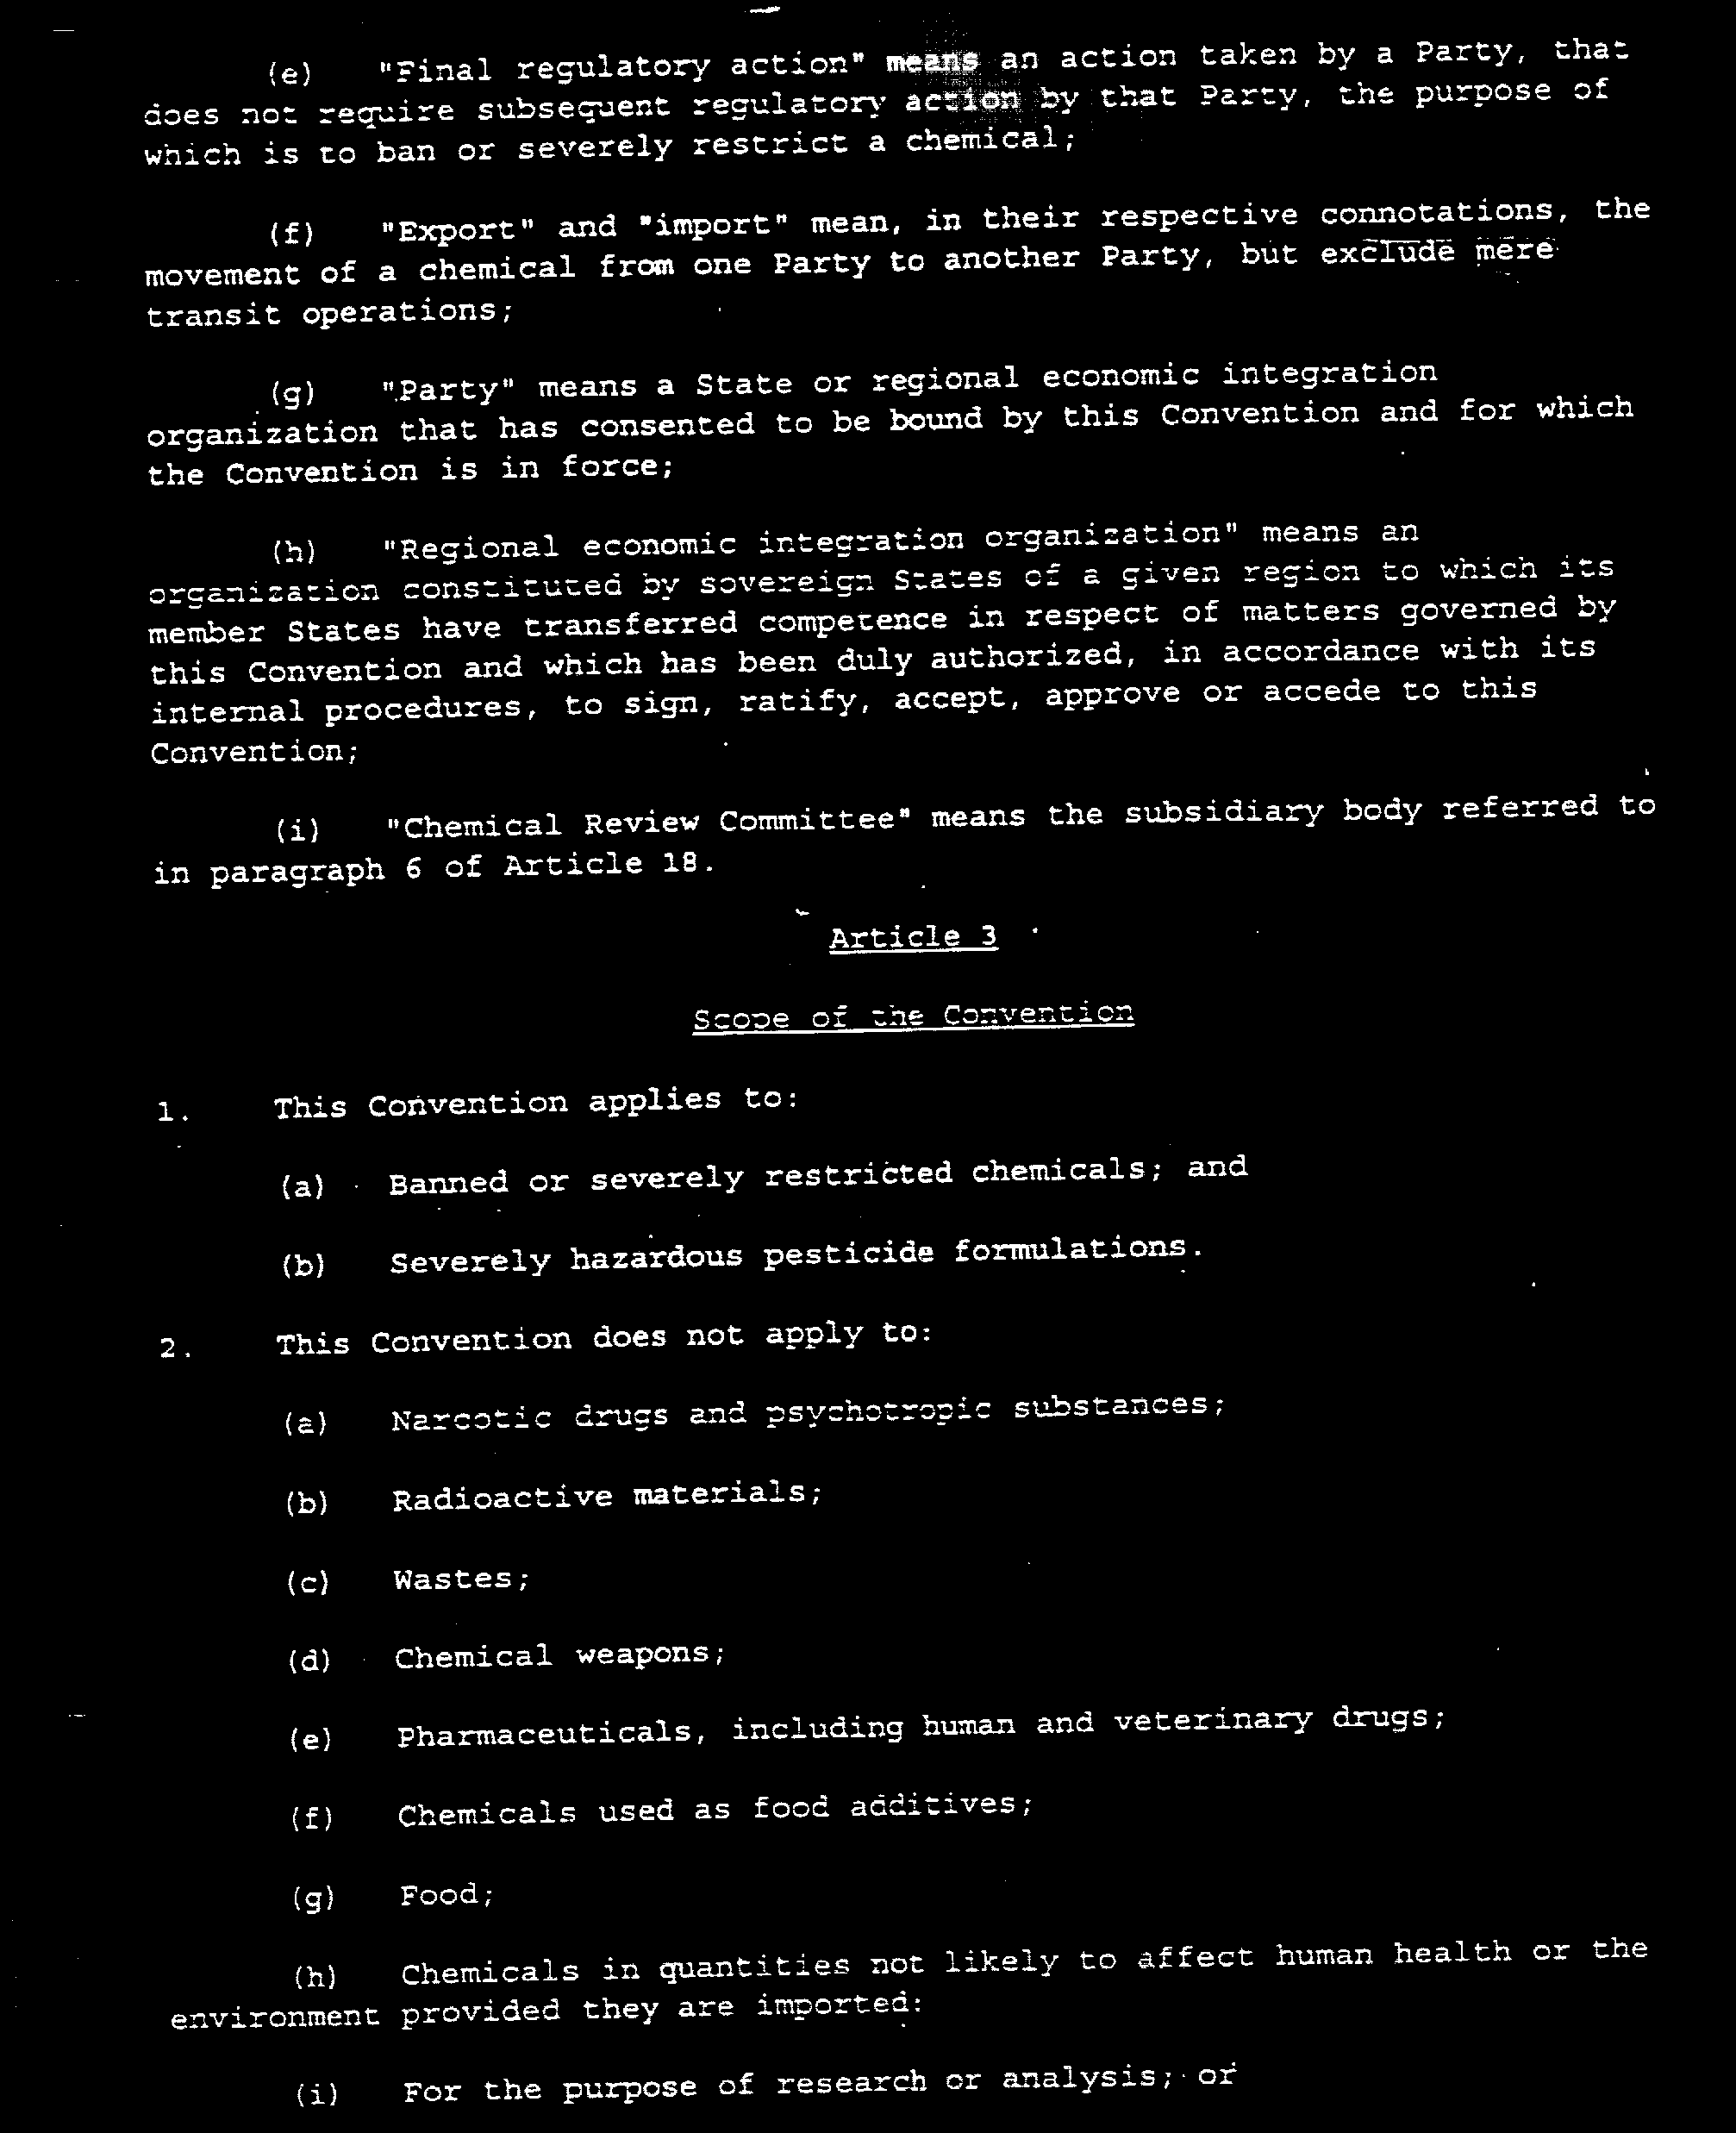 (e) "Final regulatory action" means an action taken by a Party, that
does not require subsequent regulatory action by that Party, the purpose of
which is to ban or severely restrict a chemical;
(f) "Export" and "import" mean, in their respective connotations, the
movement of a chemical from one Party to another Party, but exclude mere
transit operations;
(g) "Party" means a State or regional economic integration
organization that has consented to be bound by this Convention and for which
the Convention is in force;
(h) "Regional economic integration organization" means an
organization constituted by sovereign States of a given region to which its
member States have transferred competence in respect of matters governed by
this Convention and which has been duly authorized, in accordance with its
internal procedures, to sign, ratify, accept, approve or accede to this
Convention;
(i) "Chemical Review Committee" means the subsidiary body referred to
in paragraph 6 of Article 18.
Article 3
Scope of the Convention
1. This Convention applies to:
(a) Banned or severely restricted chemicals; and
(b) Severely hazardous pesticide formulations.
2. This Convention does not apply to:
(a) Narcotic drugs and psychotropic substances;
(b) Radioactive materials;
(c) Wastes;
(d) Chemical weapons;
(e) Pharmaceuticals, including human and veterinary drugs;
(f) Chemicals used as food additives;
(g) Food;
(h) Chemicals in quantities not likely to affect human health or the
environment provided they are imported:
(i) For the purpose of research or analysis; or